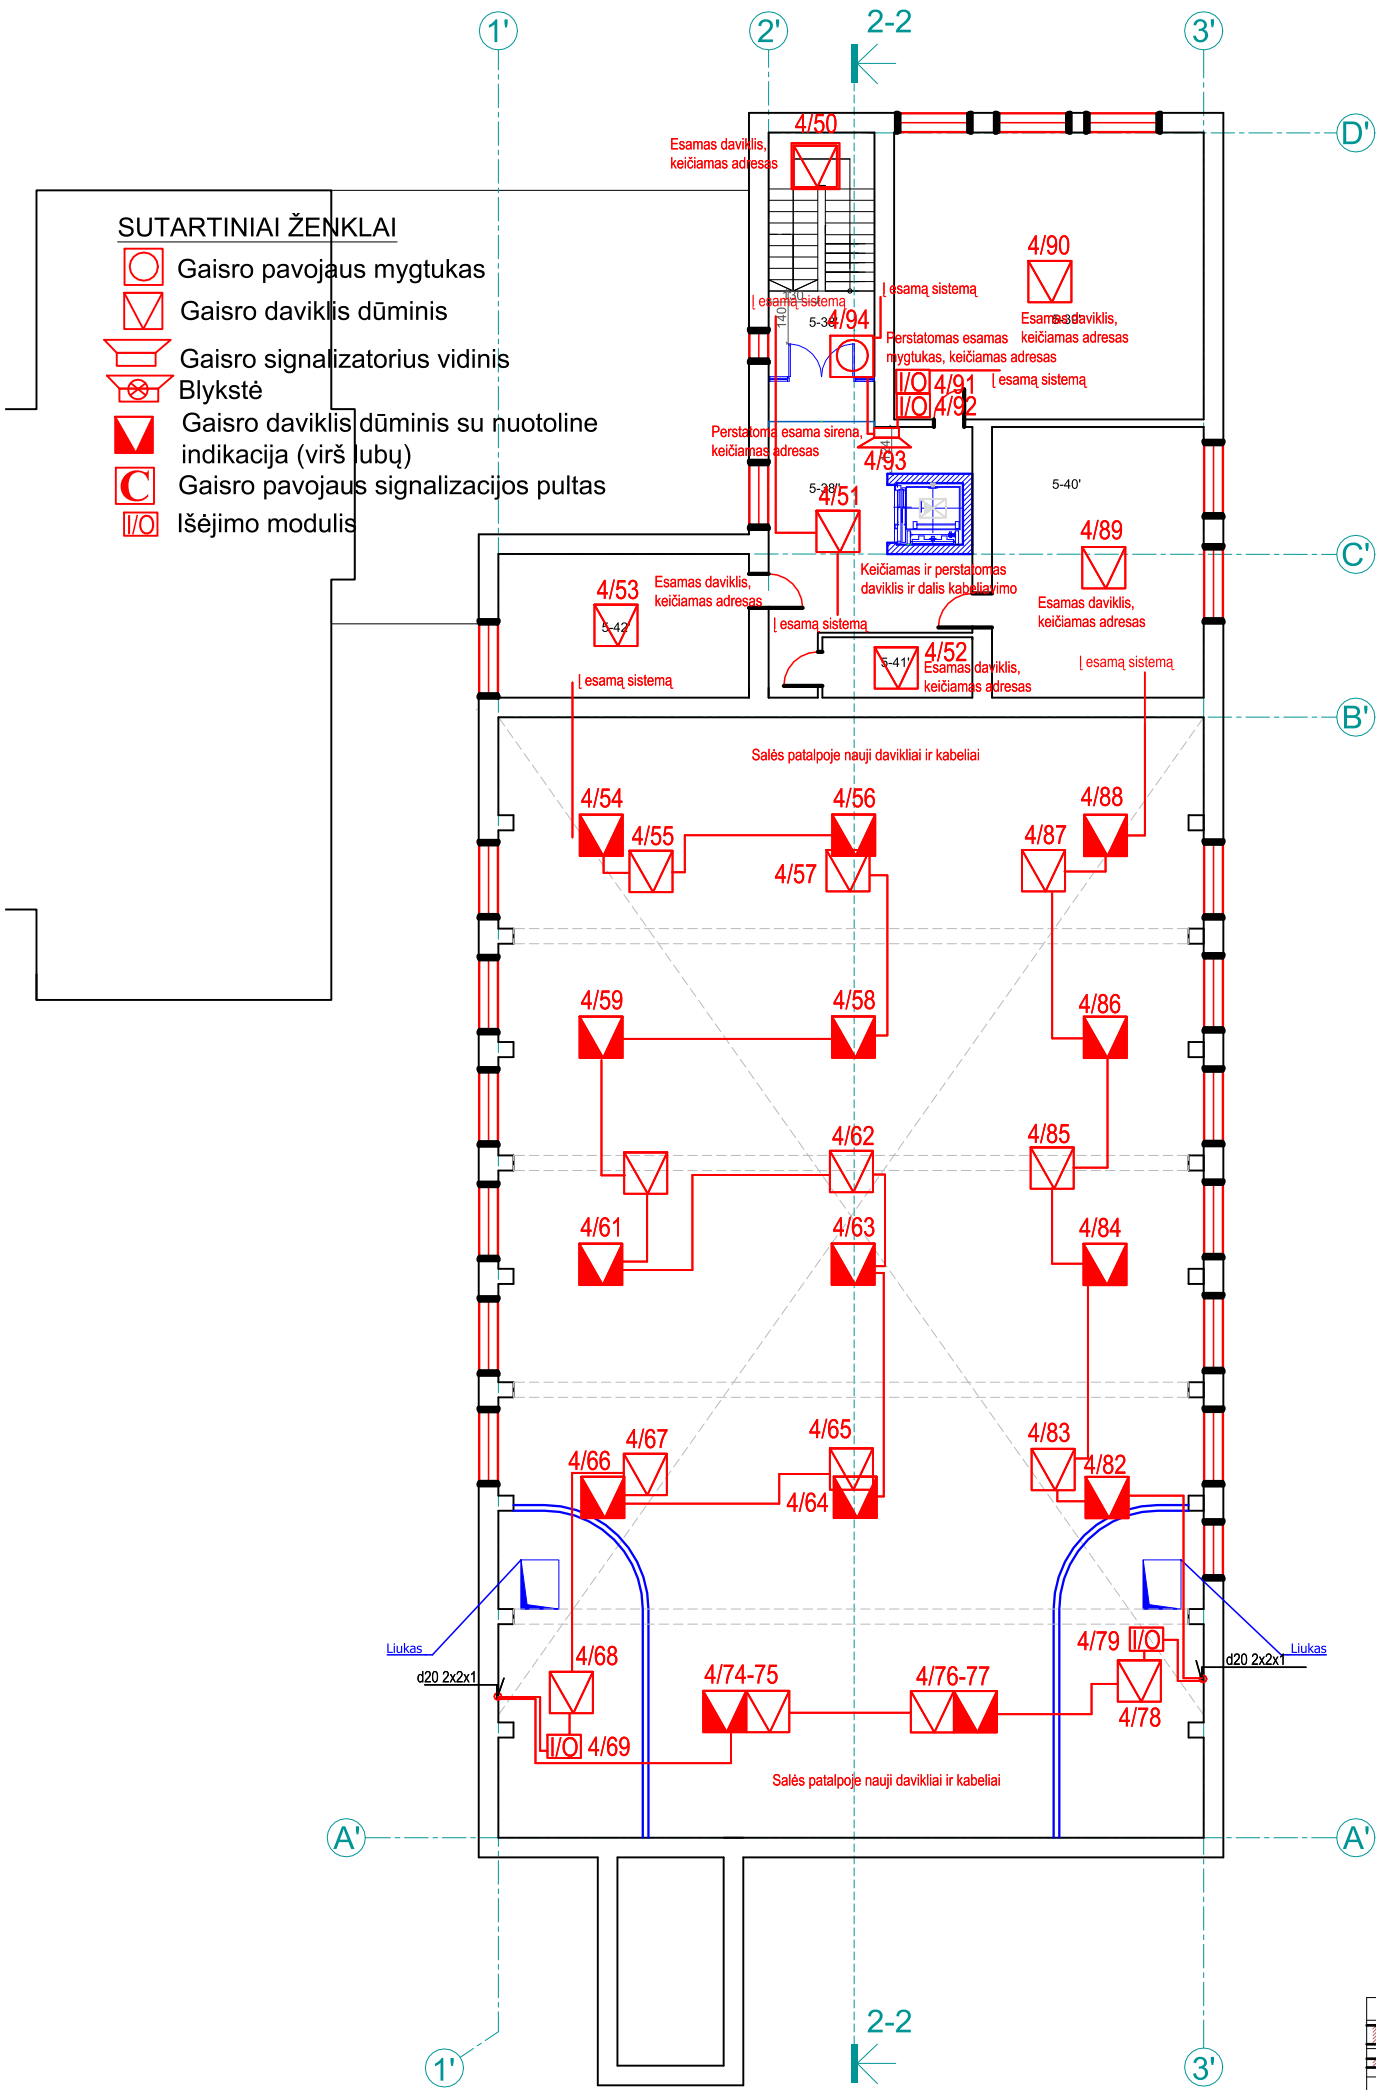 1'
2'
2-2
3'
D'
4/50
Esamas daviklis,
keičiamas adresas
SUTARTINIAI ŽENKLAI
Gaisro pavojaus mygtukas
Gaisro daviklis dūminis
Gaisro signalizatorius vidinis
Blykstė
Gaisro daviklis dūminis su nuotoline
indikacija (virš lubų)
C
Gaisro pavojaus signalizacijos pultas
I/O
Išėjimo modulis
4/90
Esamas daviklis,
keičiamas adresas
Į esamą sistemą
Į esamą sistemą
130
140
4/94
Perstatomas esamas
mygtukas, keičiamas adresas
I/O 4/91
I/O 4/92
Į esamą sistemą
Perstatoma esama sirena,
keičiamas adresas
4/93
5-38'
4/51
5-40'
4/89
Esamas daviklis,
keičiamas adresas
C'
Keičiamas ir perstatomas
daviklis ir dalis kabeliavimo
4/53
5-42'
Esamas daviklis,
keičiamas adresas
Į esamą sistemą
4/52
5-41'
Esamas daviklis,
keičiamas adresas
Į esamą sistemą
Į esamą sistemą
B'
Salės patalpoje nauji davikliai ir kabeliai
4/54
4/55
4/56
4/57
4/87
4/88
4/59
4/58
4/86
4/62
4/85
4/61
4/63
4/84
4/66
4/67
4/65
4/64
4/83
4/82
Liukas
d20 2x2x1
4/68
I/O 4/69
4/74-75
4/76-77
4/79 I/O
4/78
Liukas
d20 2x2x1
Salės patalpoje nauji davikliai ir kabeliai
A'
A'
2-2
1'
3'